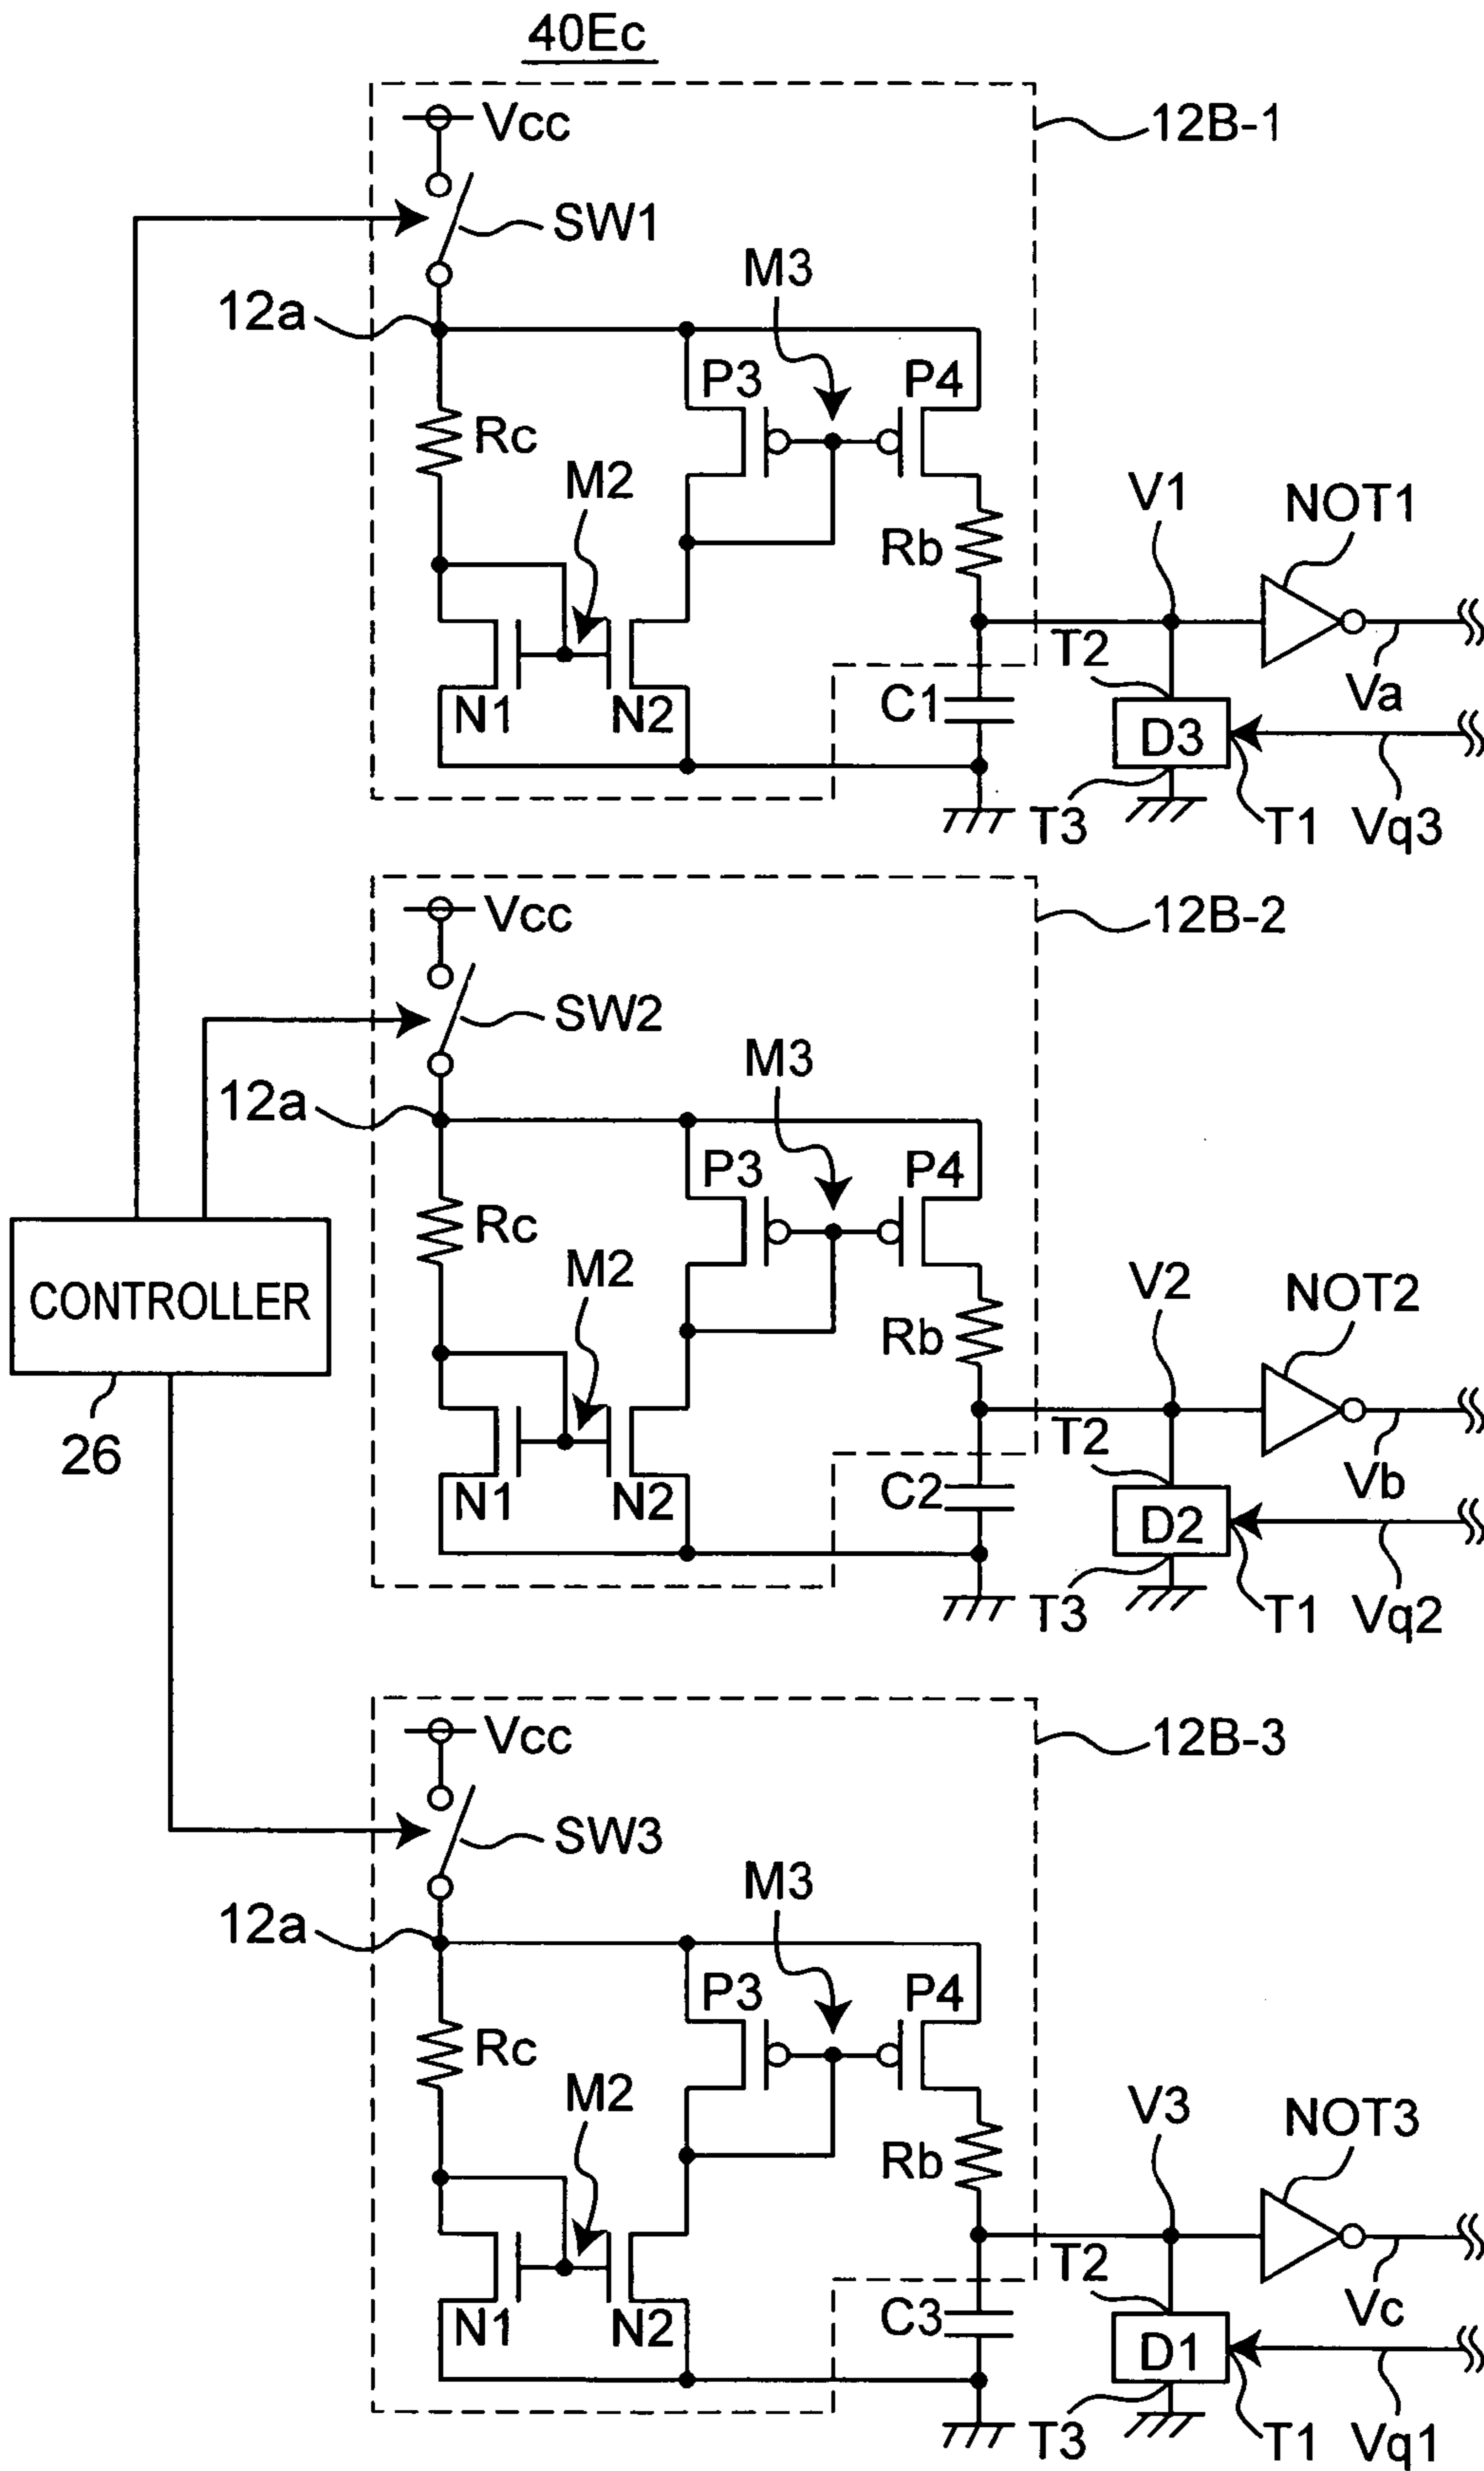 40Ec
Vcc
12B-1
SW1
M3
12a
P3
P4
Rc
M2
V1
NOT1
Rb
T2
N1
N2
C1
D3
Va
T3
T1
Vq3
Vcc
12B-2
SW2
M3
12a
P3
P4
Rc
M2
V2
NOT2
CONTROLLER
Rb
26
T2
N1
N2
C2
D2
Vb
T3
T1
Vq2
Vcc
12B-3
SW3
M3
12a
P3
P4
Rc
M2
V3
NOT3
Rb
T2
N1
N2
C3
D1
Vc
T3
T1
Vq1